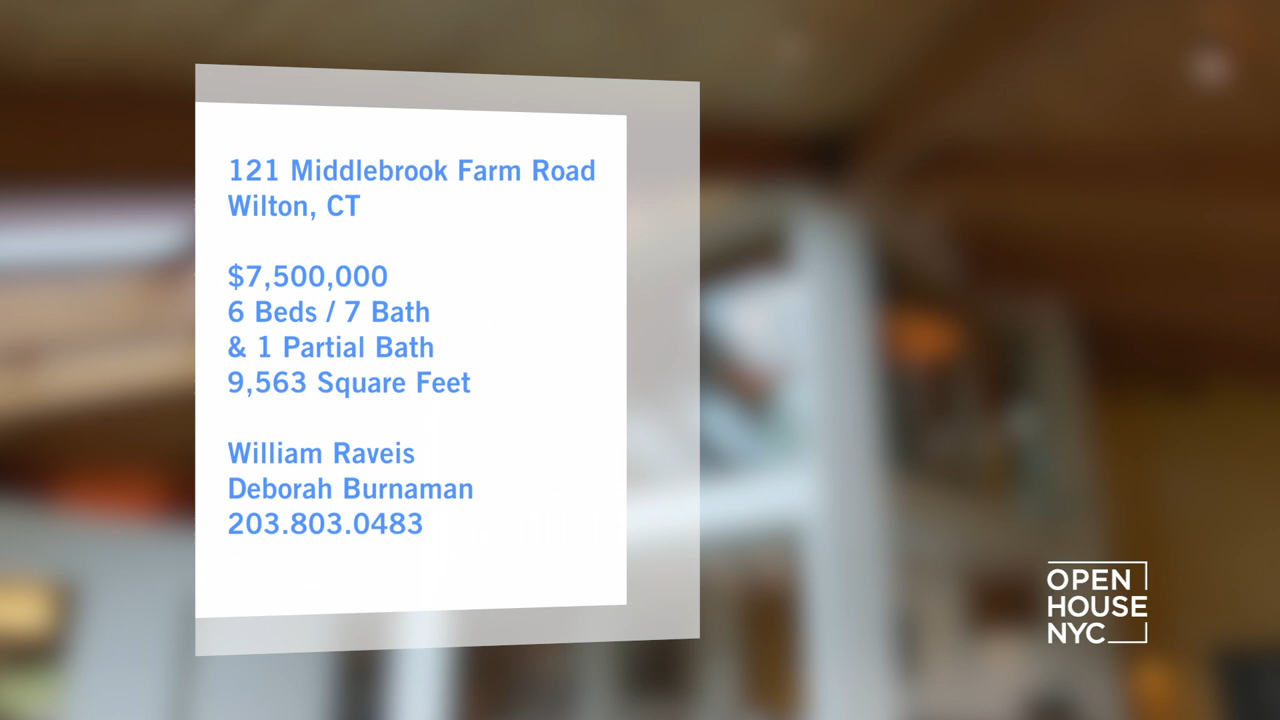 121 Middlebrook Farm Road
Wilton, CT
$7,500,000
6 Beds / 7 Bath
& 1 Partial Bath
9,563 Square Feet
William Raveis
Deborah Burnaman
203.803.0483
OPEN
HOUSE
NYC